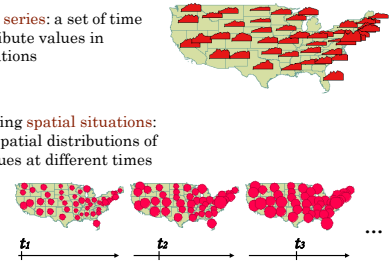 series: a set of time
ribute values in
tions
ing spatial situations:
patial distributions of
ues at different times
t1
t2
t3
...